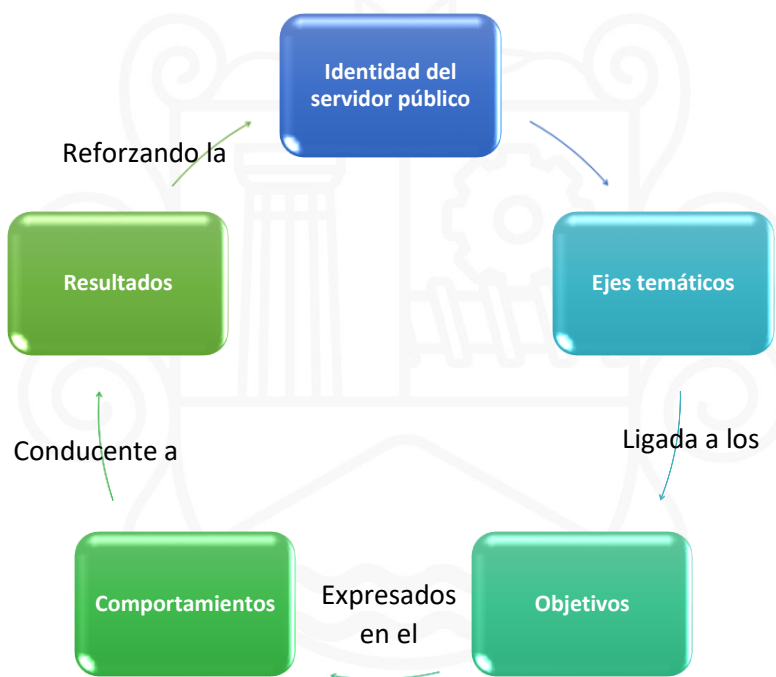 Identidad del
servidor público
Reforzando la
Resultados
Ejes temáticos
Conducente a
Ligada a los
Comportamientos
Expresados
en el
Objetivos